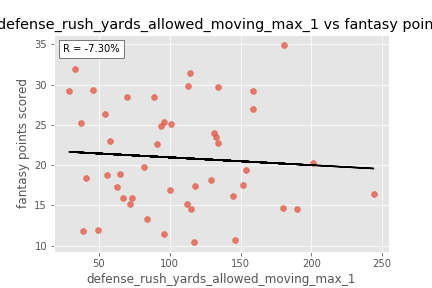 defense_rush_yards_allowed_moving_max_1 vs fantasy poin
R = -7.30%
35
30
25
20
15
10
fantasy points scored
50
100
150
200
250
defense_rush_yards_allowed_moving_max_1